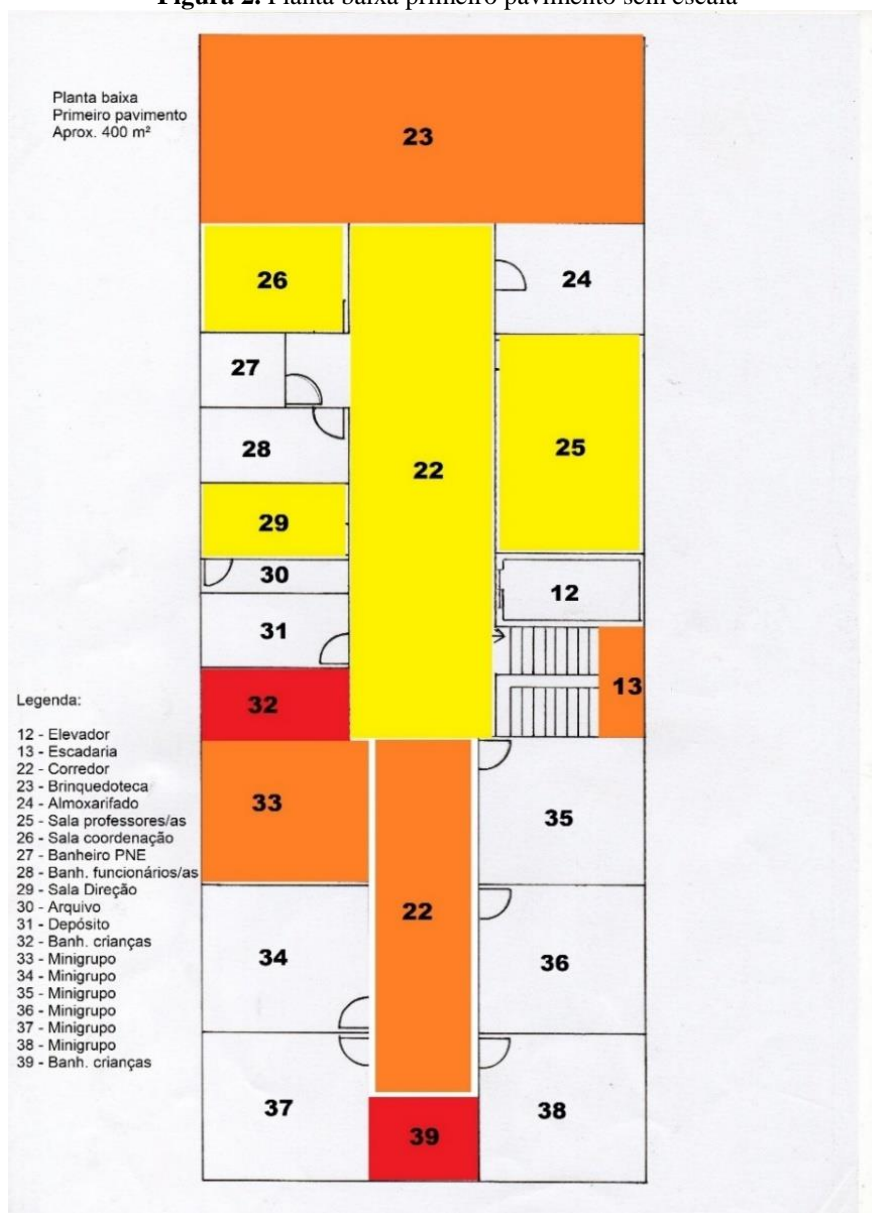 Figura 2. Planta baixa primeiro pavimento sem escala
Planta baixa
Primeiro pavimento
Aprox. 400 m²
23
26
24
27
28
22
25
29
30
12
31
32
13
33
35
22
34
36
37
38
39
Legenda:
12 - Elevador
13 - Escadaria
22 - Corredor
23 - Brinquedoteca
24 - Almoxarifado
25 - Sala professores/as
26 - Sala coordenação
27 - Banheiro PNE
28 - Banh. funcionários/as
29 - Sala Direção
30 - Arquivo
31 - Depósito
32 - Banh. crianças
33 - Minigrupo
34 - Minigrupo
35 - Minigrupo
36 - Minigrupo
37 - Minigrupo
38 - Minigrupo
39 - Banh. crianças